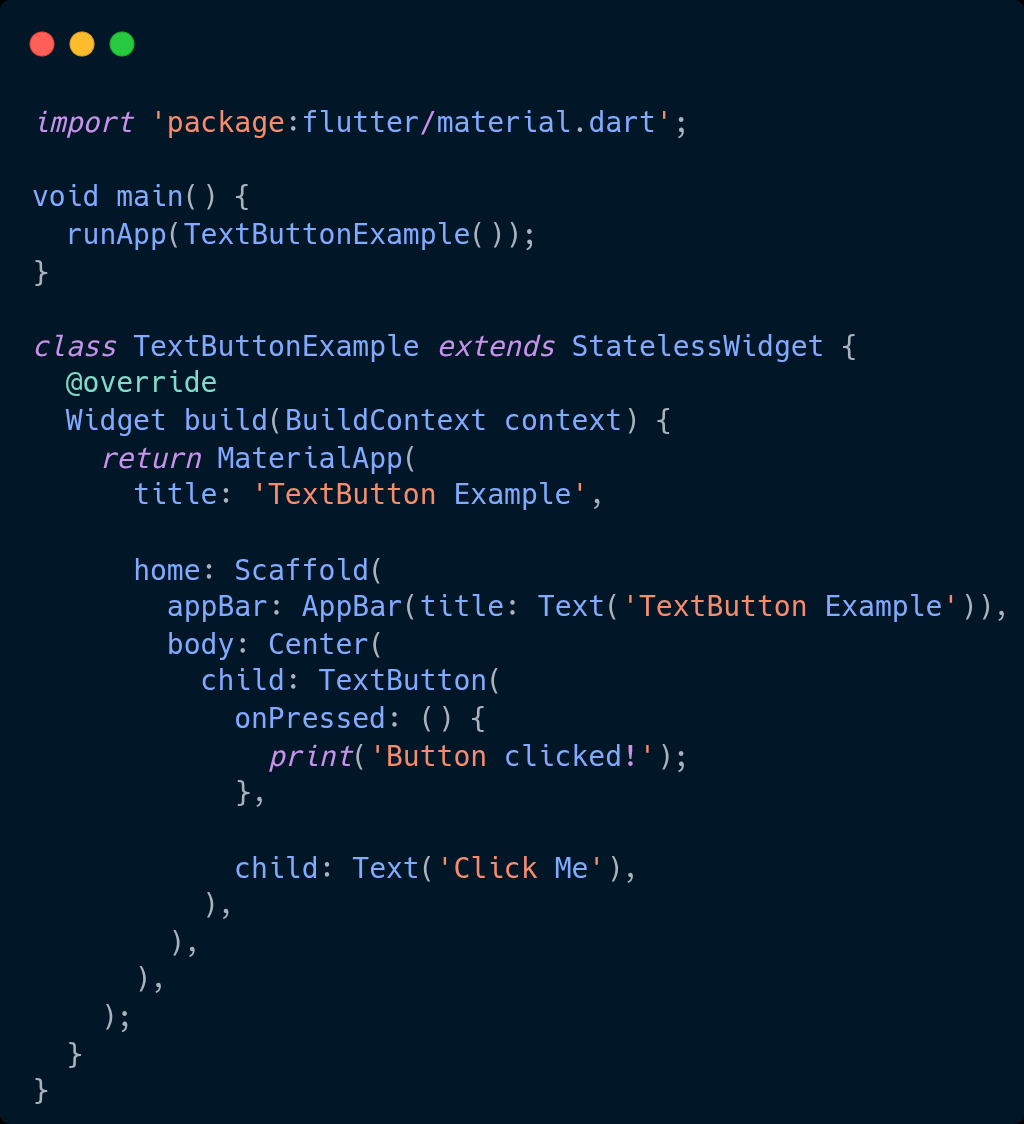 import 'package:flutter/material.dart';

void main() {
  runApp(TextButtonExample());
}

class TextButtonExample extends StatelessWidget {
  @override
  Widget build(BuildContext context) {
    return MaterialApp(
      title: 'TextButton Example',

      home: Scaffold(
        appBar: AppBar(title: Text('TextButton Example')),
        body: Center(
          child: TextButton(
            onPressed: () {
              print('Button clicked!');
            },

            child: Text('Click Me'),
          ),
        ),
      ),
    );
  }
}